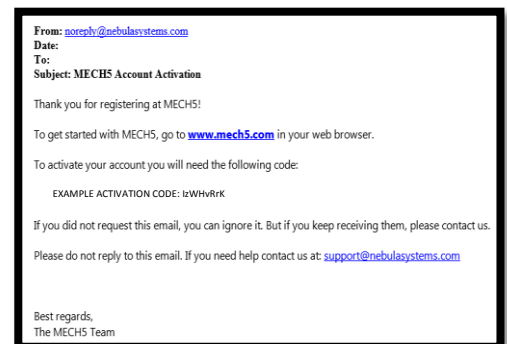 From: noreply@nebulasystems.com
Date:
To:
Subject: MECH5 Account Activation
Thank you for registering at MECH5!
To get started with MECH5, go to www.mech5.com in your web browser.
To activate your account you will need the following code:
EXAMPLE ACTIVATION CODE: IzWHvRrK
If you did not request this email, you can ignore it. But if you keep receiving them, please contact us.
Please do not reply to this email. If you need help contact us at: support@nebulasystems.com
Best regards,
The MECH5 Team